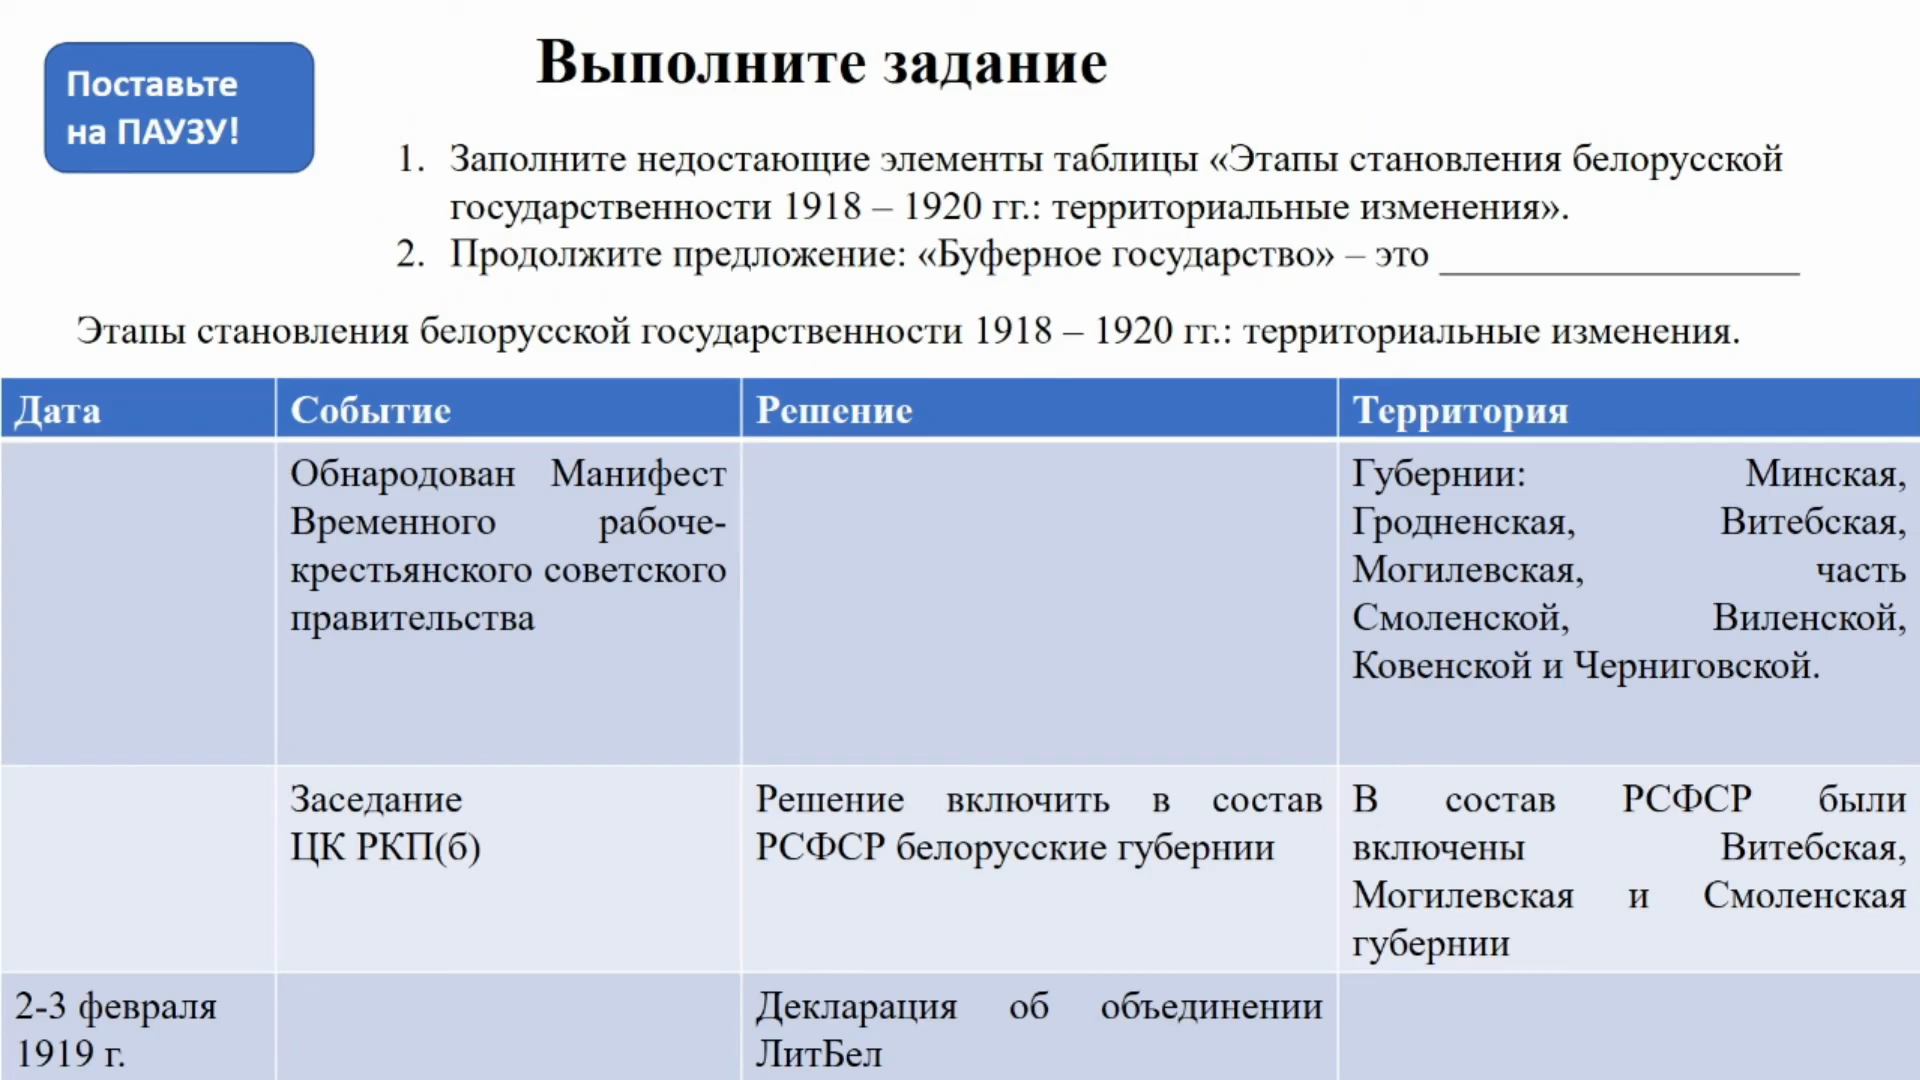 Поставьте
на ПАУЗУ!
Выполните задание
1. Заполните недостающие элементы таблицы «Этапы становления белорусской
государственности 1918 – 1920 гг.: территориальные изменения».
2. Продолжите предложение: «Буферное государство» – это __________________
Этапы становления белорусской государственности 1918 – 1920 гг.: территориальные изменения.
Дата
Событие
Решение
Территория
Обнародован Манифест
Временного рабоче-
крестьянского советского
правительства
Губернии: Минская,
Гродненская, Витебская,
Могилевская, часть
Смоленской, Виленской,
Ковенской и Черниговской.
Заседание
ЦК РКП(б)
Решение включить в состав
РСФСР белорусские губернии
В состав РСФСР были
включены Витебская,
Могилевская и Смоленская
губернии
2-3 февраля
1919 г.
Декларация об объединении
ЛитБел